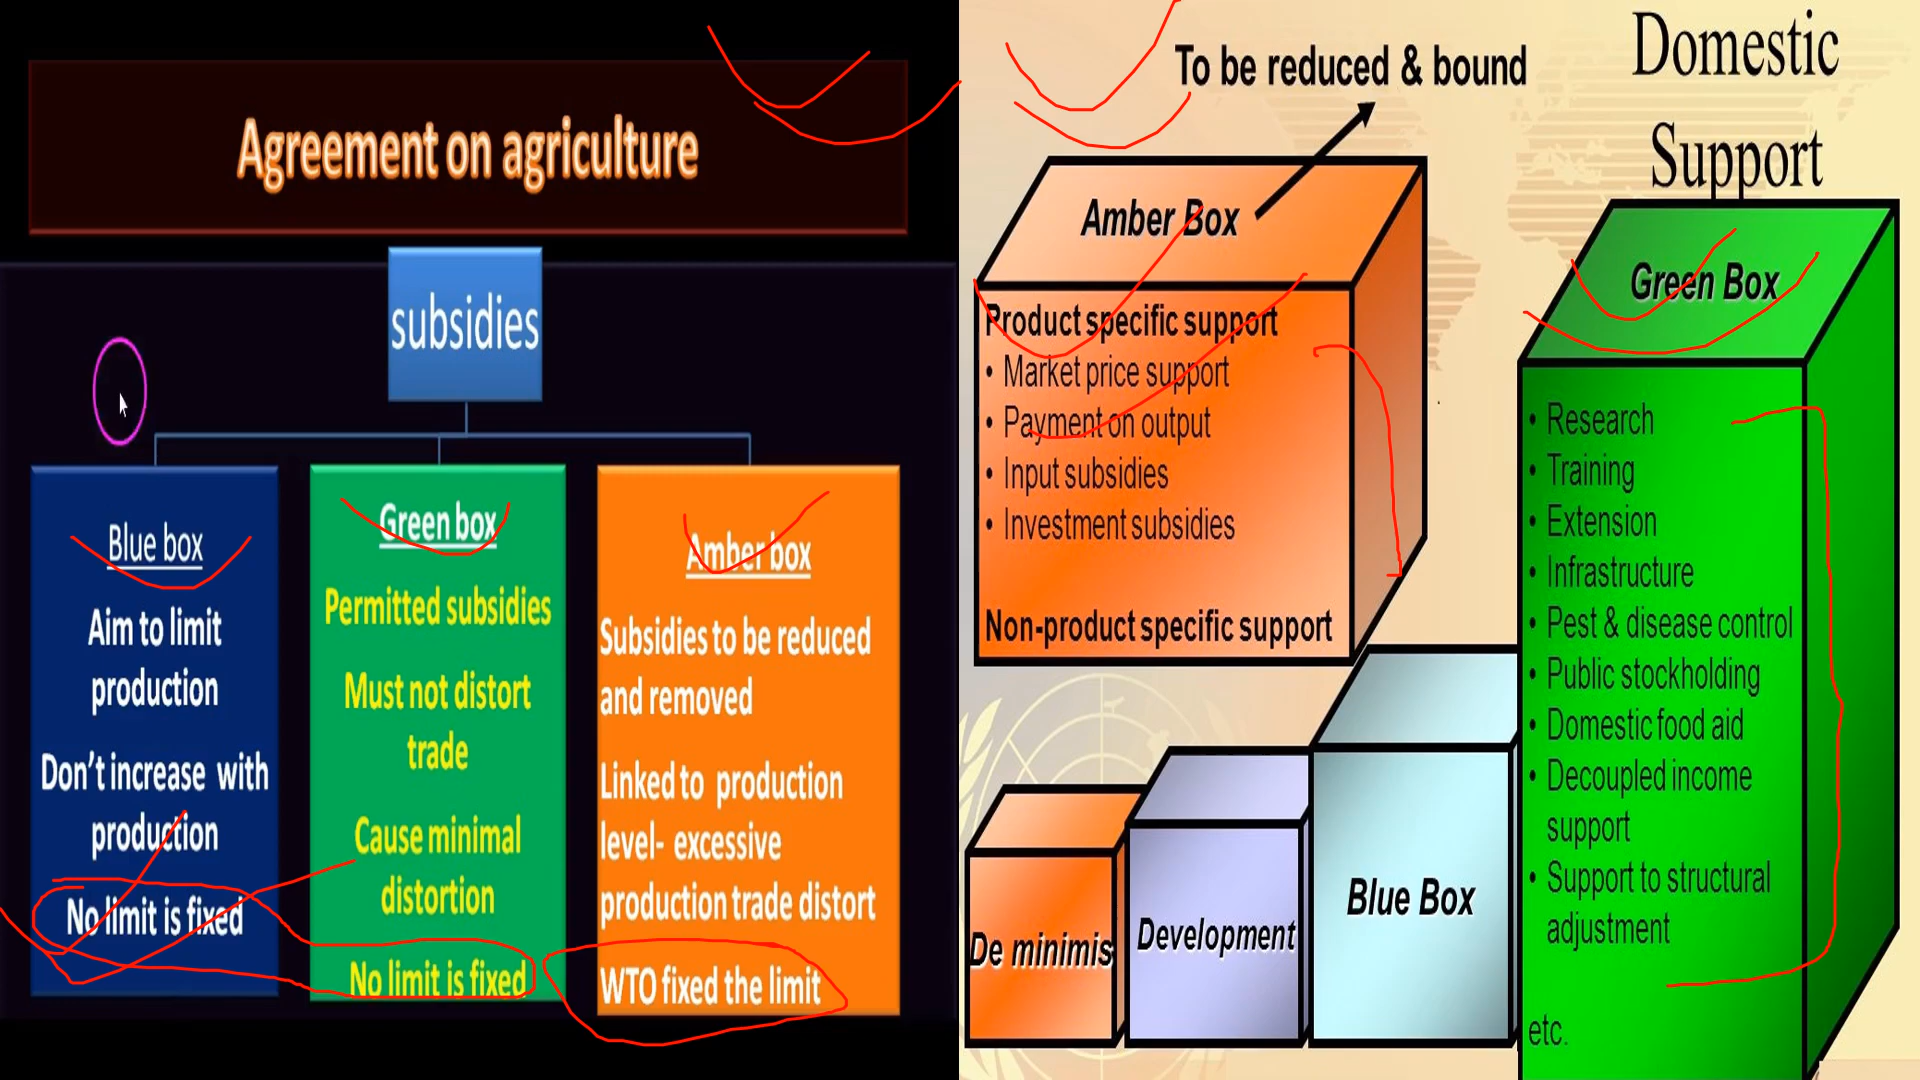 Agreement on agriculture
subsidies
Blue box
Aim to limit
production
Don't increase with
production
No limit is fixed
Green box
Permitted subsidies
Must not distort
trade
Cause minimal
distortion
No limit is fixed
Amber box
Subsidies to be reduced
and removed
Linked to production
level- excessive
production trade distort
WTO fixed the limit
To be reduced & bound
Domestic
Support
Amber Box
Product specific support
• Market price support
• Payment on output
• Input subsidies
• Investment subsidies
Non-product specific support
De minimis
Development
Blue Box
Green Box
• Research
• Training
• Extension
• Infrastructure
• Pest & disease control
• Public stockholding
• Domestic food aid
• Decoupled income
support
• Support to structural
adjustment
etc.